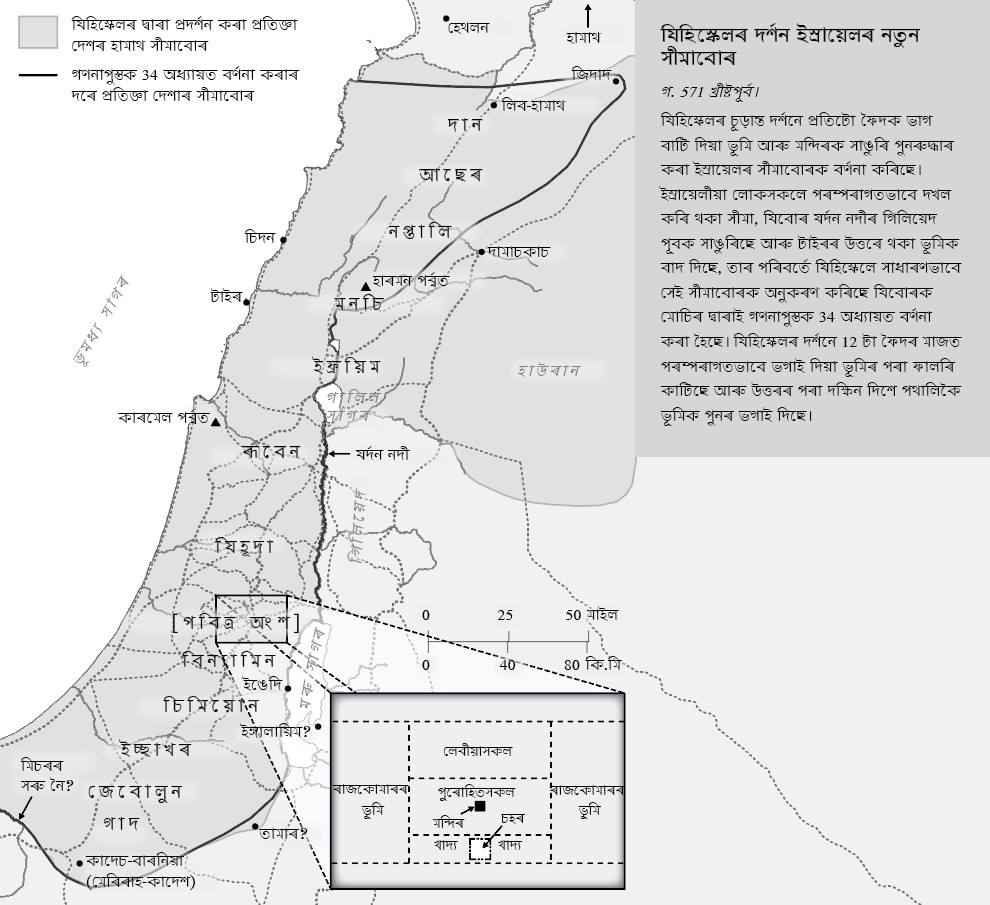 যিহিস্কেলৰ দ্বাৰা প্ৰদৰ্শন কৰা প্ৰতিজ্ঞা
দেশৰ হামাথ সীমাবোৰ
গণনাপুস্তক 34 অধ্যায়ত বৰ্ণনা কৰাৰ
দৰে প্ৰতিজ্ঞা দেশাৰ সীমাবোৰ
যিহিস্কেলৰ দৰ্শন ইস্ৰায়েলৰ নতুন
সীমাবোৰ
গ. 571 খ্ৰীষ্টপূৰ্ব।
যিহিস্কেলৰ চূড়ান্ত দৰ্শনে প্ৰতিটো ফৈদক ভাগ
বাটি দিয়া ভূমি আৰু মন্দিৰক সাঙুৰি পুনৰুদ্ধাৰ
কৰা ইস্ৰায়েলৰ সীমাবোৰক বৰ্ণনা কৰিছে।
ইস্ৰায়েলীয়া লোকসকলে পৰম্পৰাগতভাবে দখল
কৰি থকা সীমা, যিবোৰ যৰ্দন নদীৰ গিলিয়েদ
পূবক সাঙুৰিছে আৰু টাইৰৰ উত্তৰে থকা ভূমিক
বাদ দিছে, তাৰ পৰিবৰ্তে যিহিস্কেলে সাধাৰণভাবে
সেই সীমাবোৰক অনুকৰণ কৰিছে যিবোৰক
মোচিৰ দ্বাৰাই গণনাপুস্তক 34 অধ্যায়ত বৰ্ণনা
কৰা হৈছে। যিহিস্কেলৰ দৰ্শনে 12 টা ফৈদৰ মাজত
পৰম্পৰাগতভাবে ভগাই দিয়া ভূমিৰ পৰা ফালৰি
কাটিছে আৰু উত্তৰৰ পৰা দক্ষিন দিশে পথালিকৈ
ভূমিক পুনৰ ভগাই দিছে।
হেথলন
হামাথ
জিদাদ
লিব-হামাথ
দান
আছেৰ
নপ্তালি
চিদন
দামাচকাচ
হাৰমন পৰ্ব্বত
টাইৰ
মনচি
ভূমধ্য সাগৰ
ইফ্ৰয়িম
হাউৰান
গালিল
সাগৰ
কাৰমেল পৰ্ব্বত
ৰূবেন
যৰ্দন নদী
গিলিয়েদ
যিহূদা
[পবিত্ৰ অংশ]
0 25 50 মাইল
0 40 80 কি.মি
বিন্যামিন
মৰু সাগৰ
ইঙেদি
চিমিয়োন
ইঙ্গলায়িম?
ইচ্ছাখৰ
মিচৰৰ
সৰু নৈ?
জেবোলুন
গাদ
তামাৰ?
কাদেচ-বাৰনিয়া
(মেৰিবাহ-কাদেশ)
লেবীয়াসকল
ৰাজকোমাৰৰ
ভূমি
পুৰোহিতসকল
ৰাজকোমাৰৰ
ভূমি
মন্দিৰ
চহৰ
খাদ্য
খাদ্য